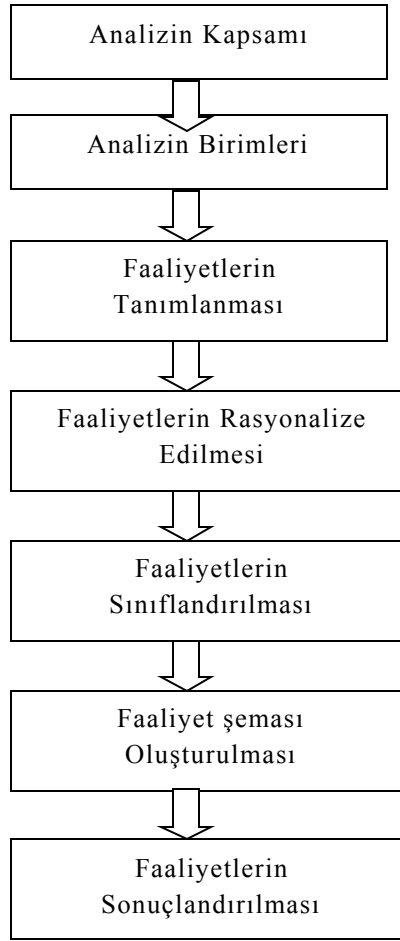 Analizin Kapsamı
Analizin Birimleri
Faaliyetlerin
Tanımlanması
Faaliyetlerin Rasyonalize
Edilmesi
Faaliyetlerin
Sınıflandırılması
Faaliyet şeması
Oluşturulması
Faaliyetlerin
Sonuçlandırılması